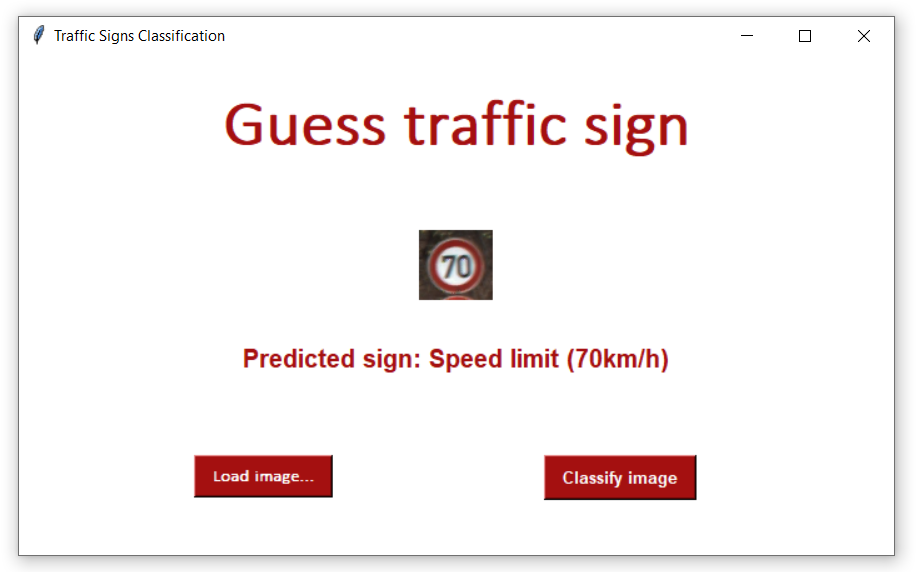 Traffic Signs Classification
Guess traffic sign
70
Predicted sign: Speed limit (70km/h)
Load image...
Classify image